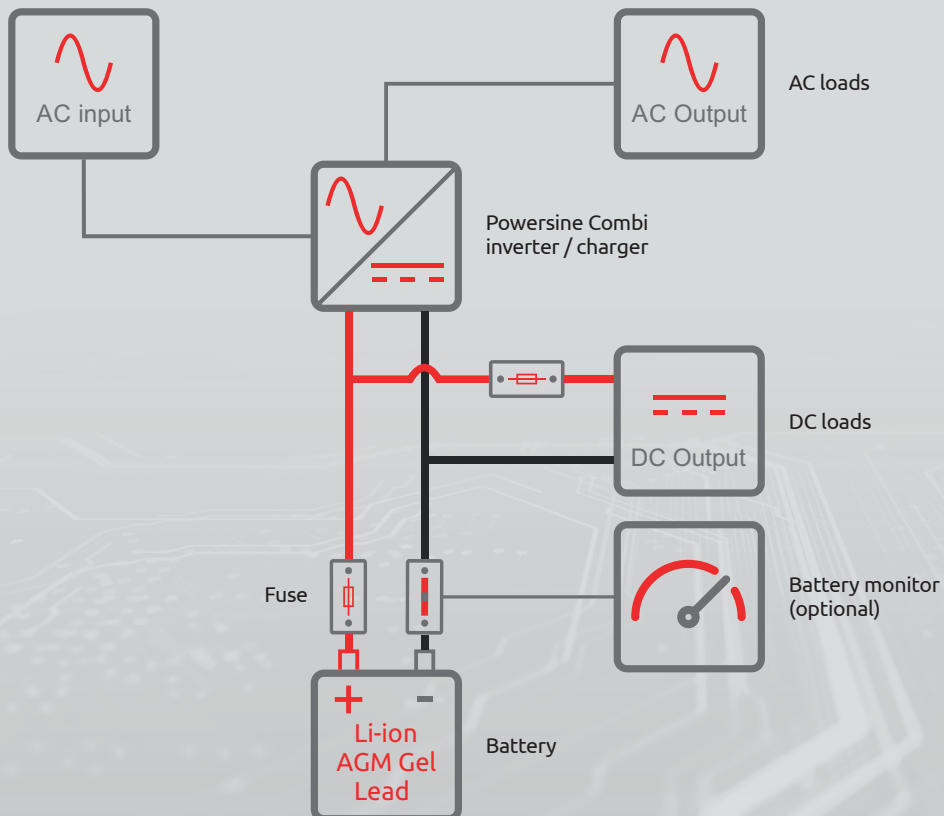 AC input
AC Output
AC loads
Powersine Combi
inverter / charger
DC Output
DC loads
Fuse
Battery monitor
(optional)
+ -
Li-ion
AGM Gel
Lead
Battery